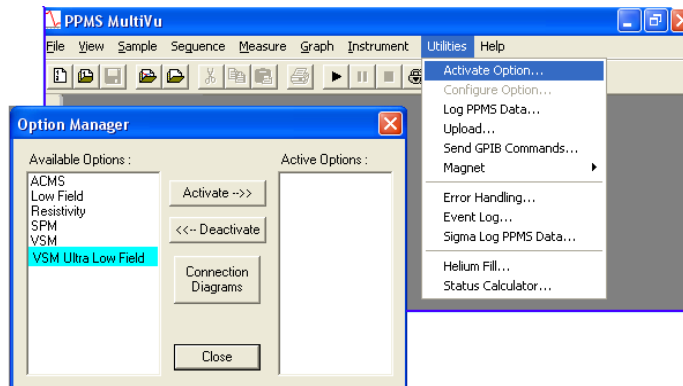 PPMS MultiVu
File View Sample Sequence Measure Graph Instrument Utilities Help
Activate Option...
Configure Option...
Log PPMS Data...
Upload...
Send GPIB Commands...
Magnet
Error Handling...
Event Log...
Sigma Log PPMS Data...
Helium Fill...
Status Calculator...
Option Manager
Available Options :
Active Options :
ACMS
Low Field
Resistivity
SPM
VSM
VSM Ultra Low Field
Activate -->>
<<-- Deactivate
Connection
Diagrams
Close